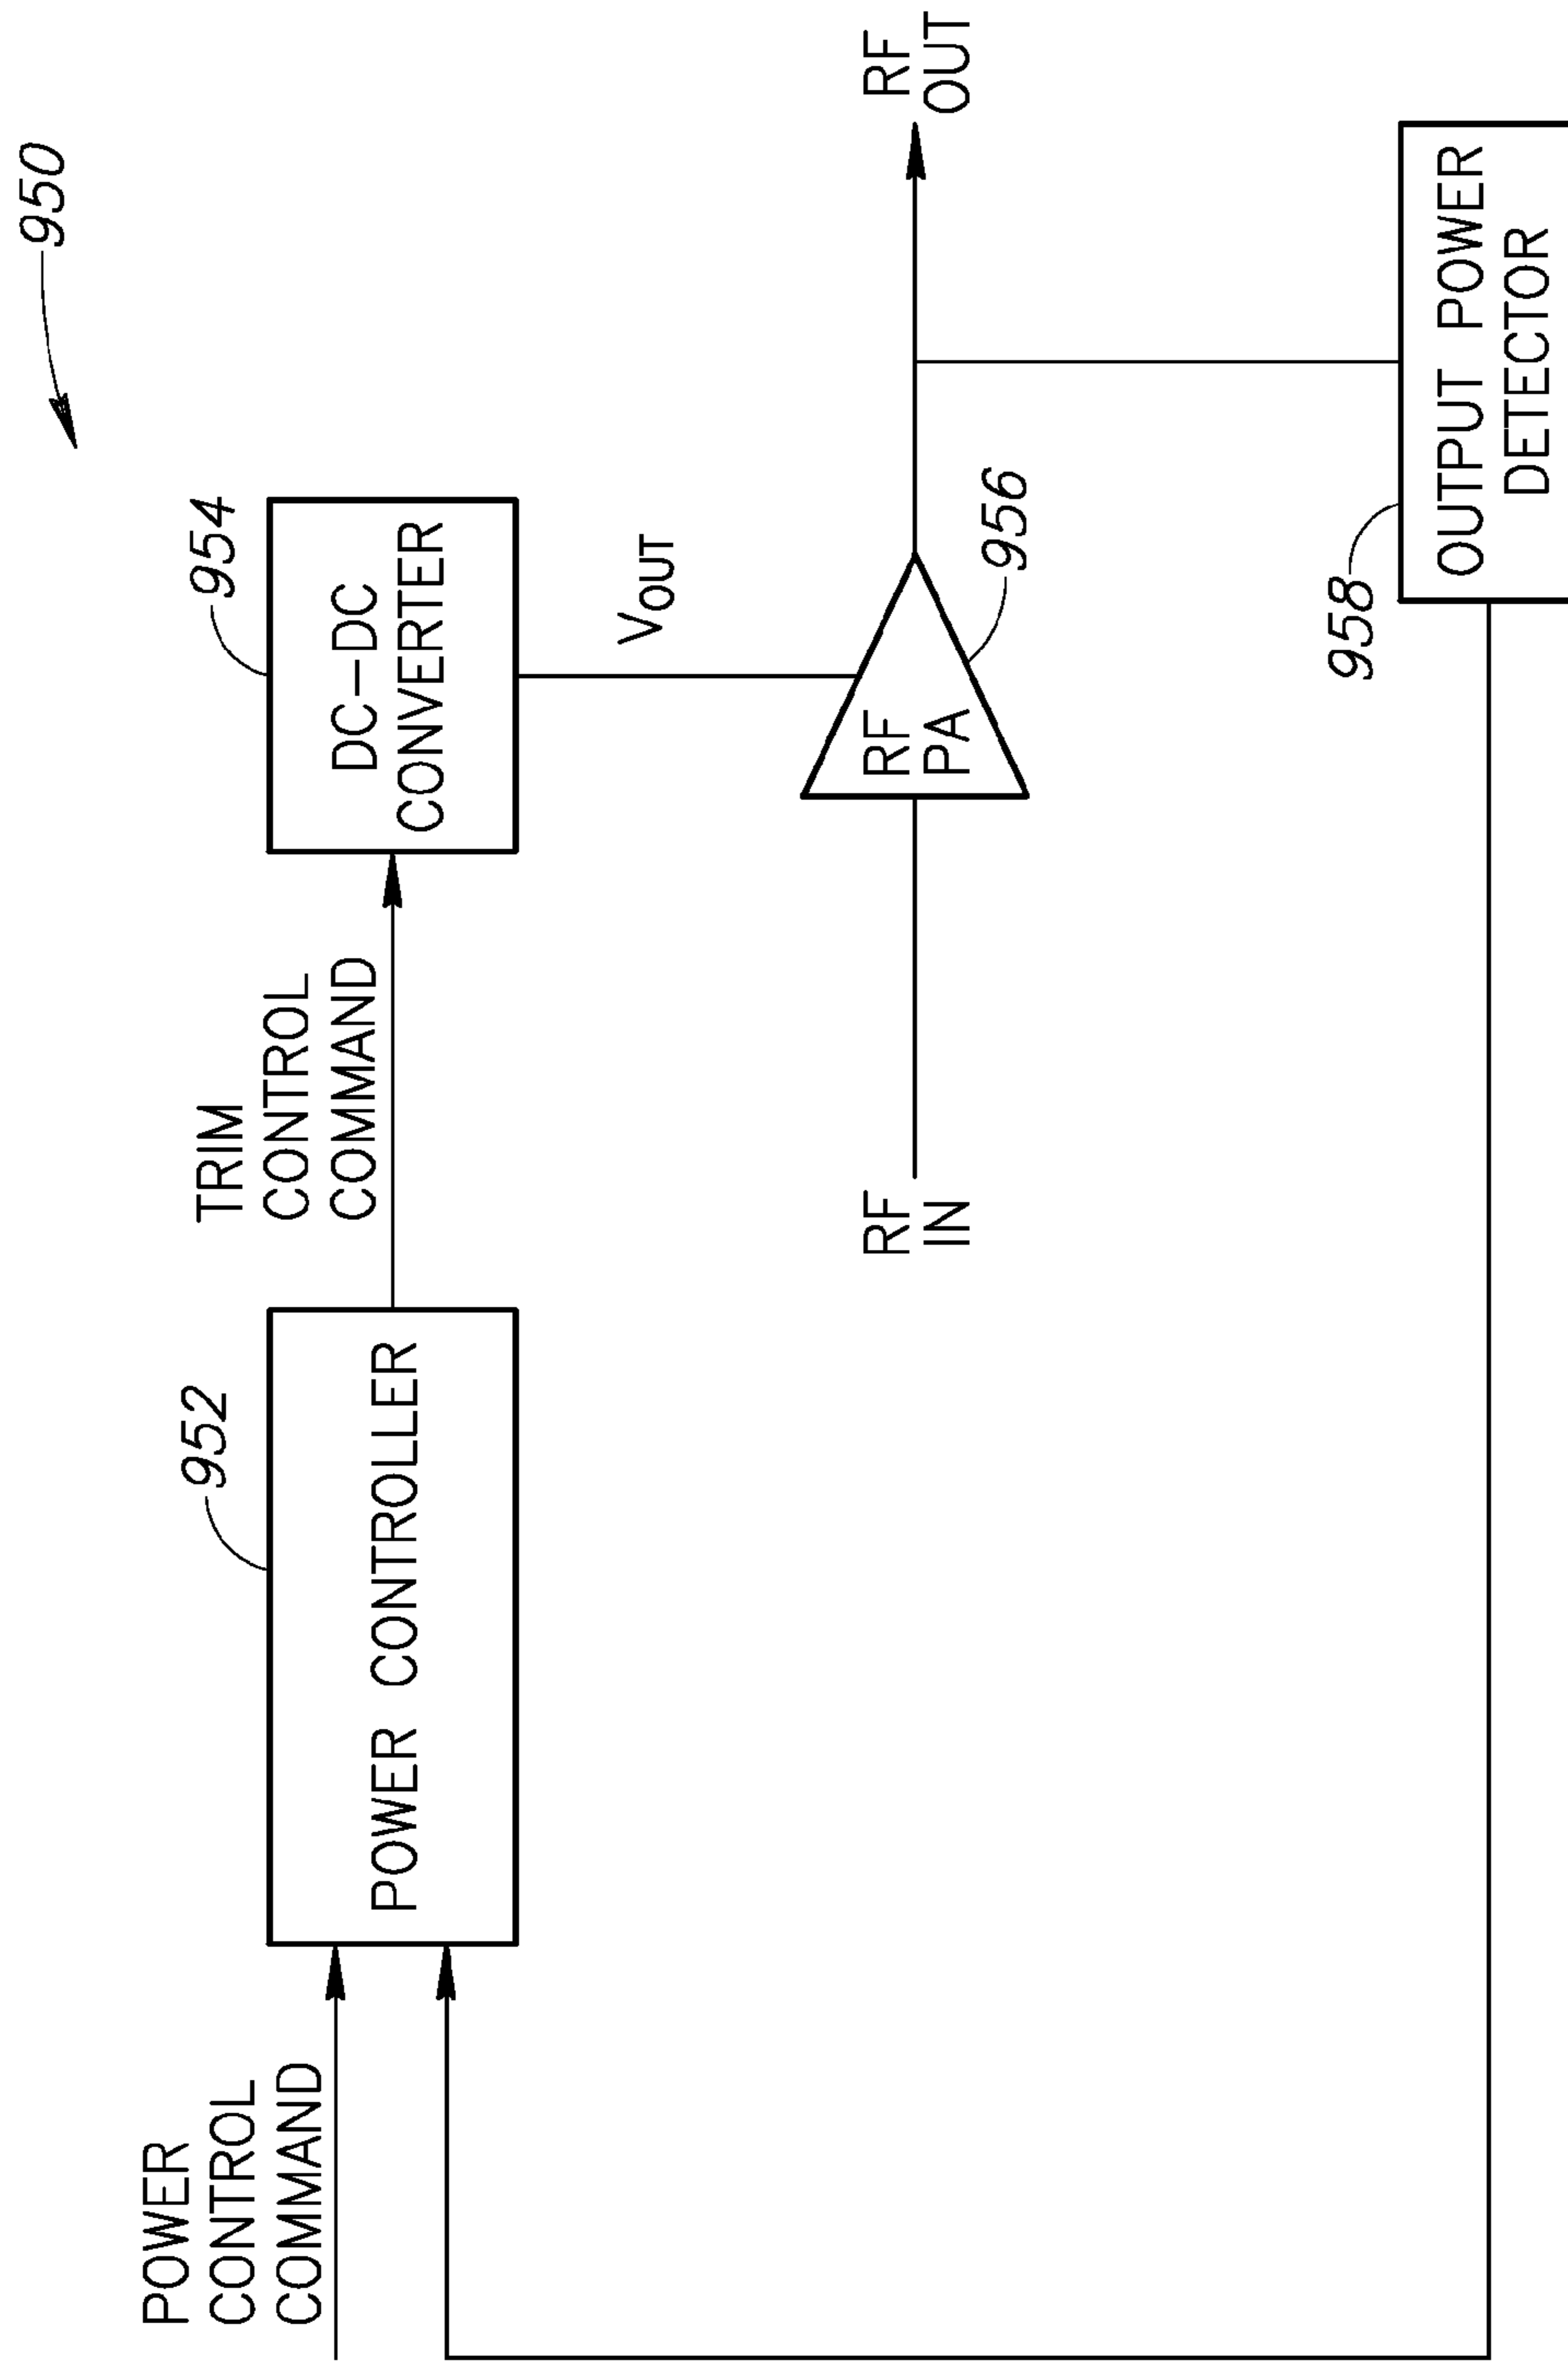 950
POWER
CONTROL
COMMAND
952
POWER CONTROLLER
TRIM
CONTROL
COMMAND
954
DC-DC
CONVERTER
VOUT
RF
IN
RF
PA
956
RF
OUT
958
OUTPUT POWER
DETECTOR